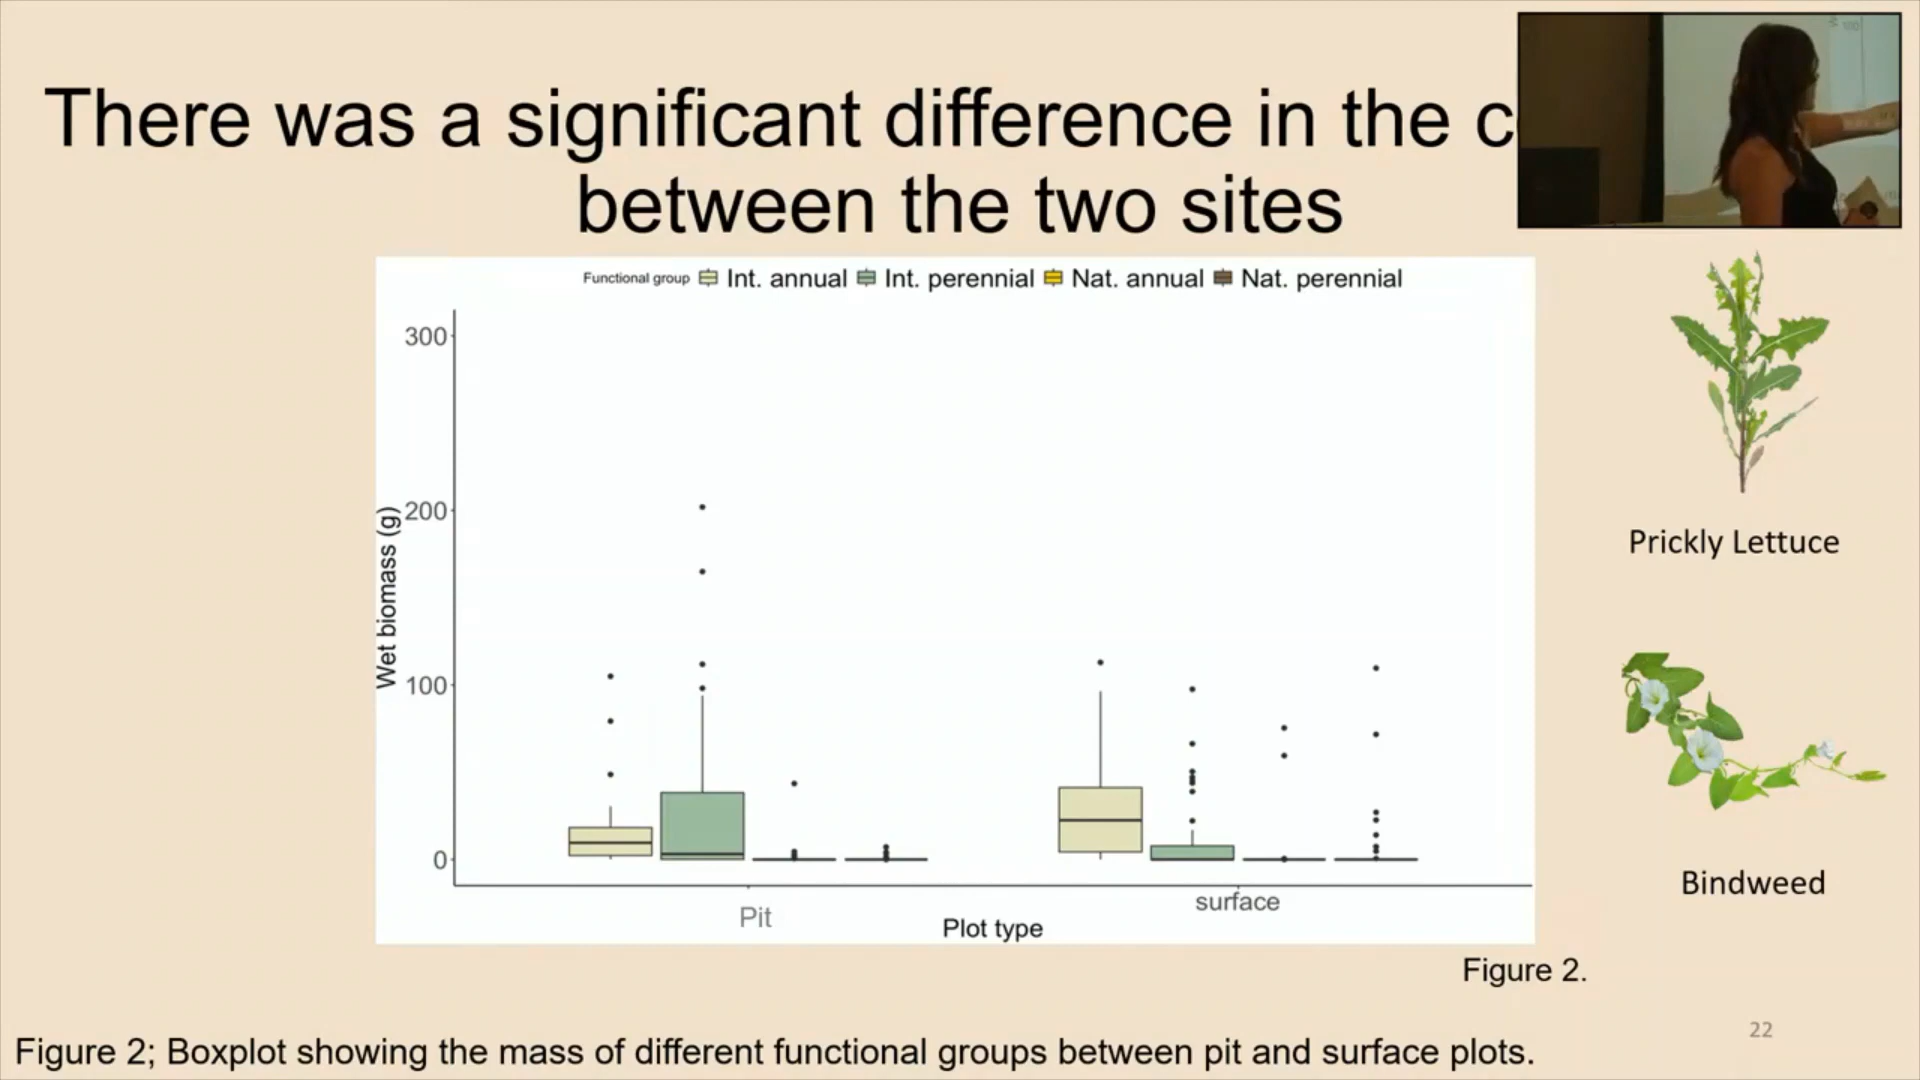 There was a significant difference in the c
between the two sites
Functional group Int. annual Int. perennial Nat. annual Nat. perennial
300
200
100
0
Wet biomass (g)
Pit
surface
Plot type
Prickly Lettuce
Bindweed
Figure 2.
22
Figure 2; Boxplot showing the mass of different functional groups between pit and surface plots.